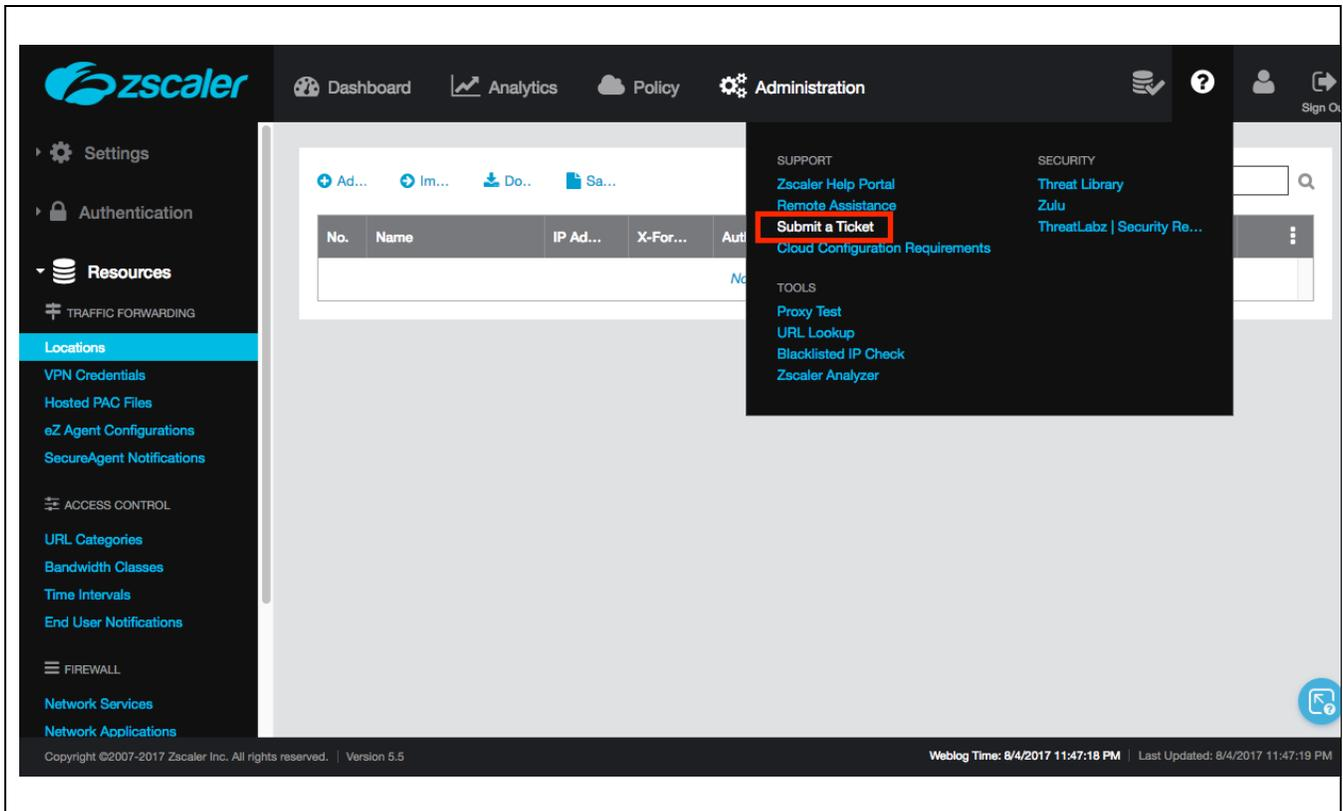 zscaler
Dashboard
Analytics
Policy
Administration
Sign Ou
Settings
Authentication
Resources
TRAFFIC FORWARDING
Locations
VPN Credentials
Hosted PAC Files
eZ Agent Configurations
SecureAgent Notifications
ACCESS CONTROL
URL Categories
Bandwidth Classes
Time Intervals
End User Notifications
FIREWALL
Network Services
Network Applications
Ad...
Im...
Do..
Sa...
No. Name IP Ad... X-For... Aut
No
SUPPORT
Zscaler Help Portal
Remote Assistance
Submit a Ticket
Cloud Configuration Requirements
TOOLS
Proxy Test
URL Lookup
Blacklisted IP Check
Zscaler Analyzer
SECURITY
Threat Library
Zulu
ThreatLabz | Security Re...
Copyright ©2007-2017 Zscaler Inc. All rights reserved. | Version 5.5
Weblog Time: 8/4/2017 11:47:18 PM | Last Updated: 8/4/2017 11:47:19 PM